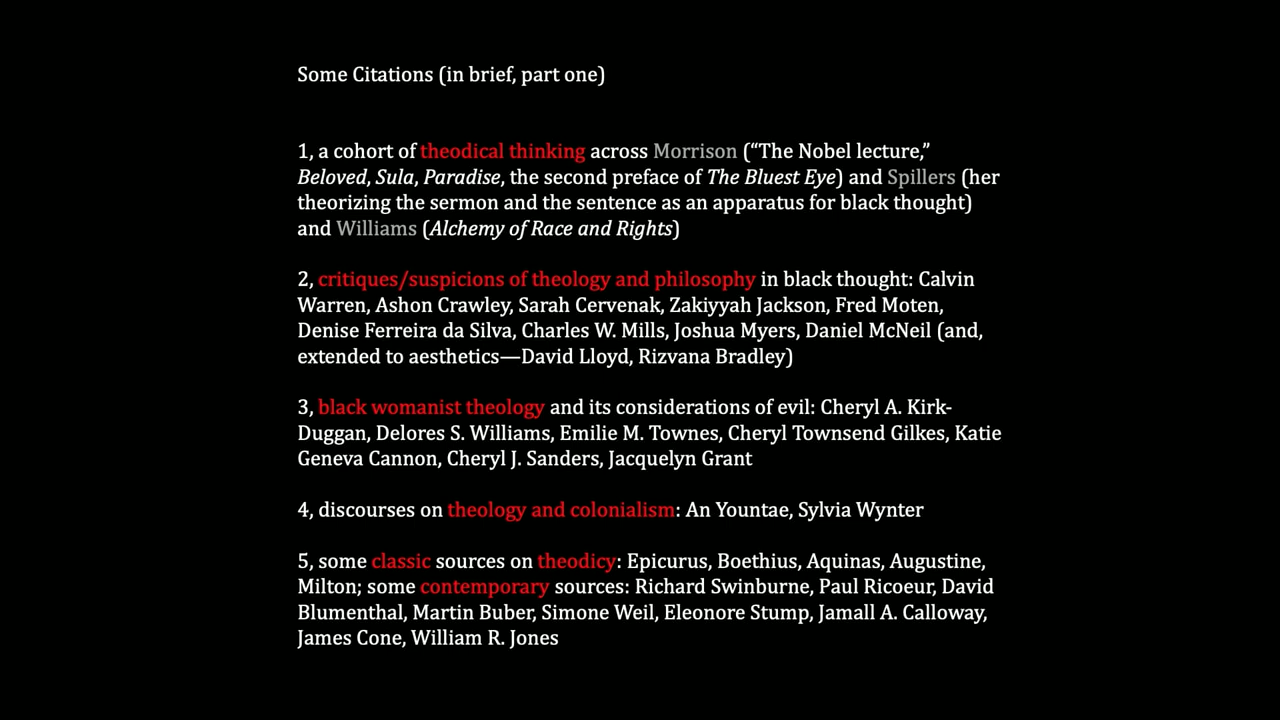 Some Citations (in brief, part one)
1, a cohort of theodical thinking across Morrison (“The Nobel lecture,”
Beloved, Sula, Paradise, the second preface of The Bluest Eye) and Spillers (her
theorizing the sermon and the sentence as an apparatus for black thought)
and Williams (Alchemy of Race and Rights)
2, critiques/suspicions of theology and philosophy in black thought: Calvin
Warren, Ashon Crawley, Sarah Cervenak, Zakiyyah Jackson, Fred Moten,
Denise Ferreira da Silva, Charles W. Mills, Joshua Myers, Daniel McNeil (and,
extended to aesthetics—David Lloyd, Rizvana Bradley)
3, black womanist theology and its considerations of evil: Cheryl A. Kirk-
Duggan, Delores S. Williams, Emilie M. Townes, Cheryl Townsend Gilkes, Katie
Geneva Cannon, Cheryl J. Sanders, Jacquelyn Grant
4, discourses on theology and colonialism: An Yountae, Sylvia Wynter
5, some classic sources on theodicy: Epicurus, Boethius, Aquinas, Augustine,
Milton; some contemporary sources: Richard Swinburne, Paul Ricoeur, David
Blumenthal, Martin Buber, Simone Weil, Eleonore Stump, Jamall A. Calloway,
James Cone, William R. Jones